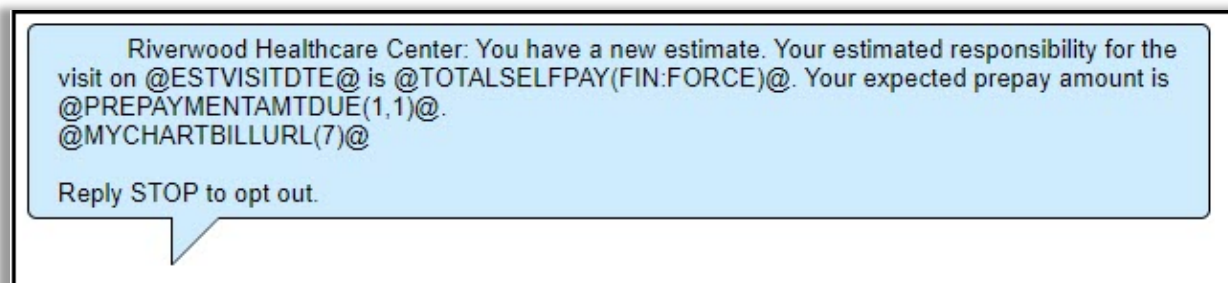 Riverwood Healthcare Center: You have a new estimate. Your estimated responsibility for the
visit on @ESTVISITDTE@ is @TOTALSELFPAY(FIN:FORCE)@. Your expected prepay amount is
@PREPAYMENTAMTDUE(1,1)@.
@MYCHARTBILLURL(7)@
Reply STOP to opt out.